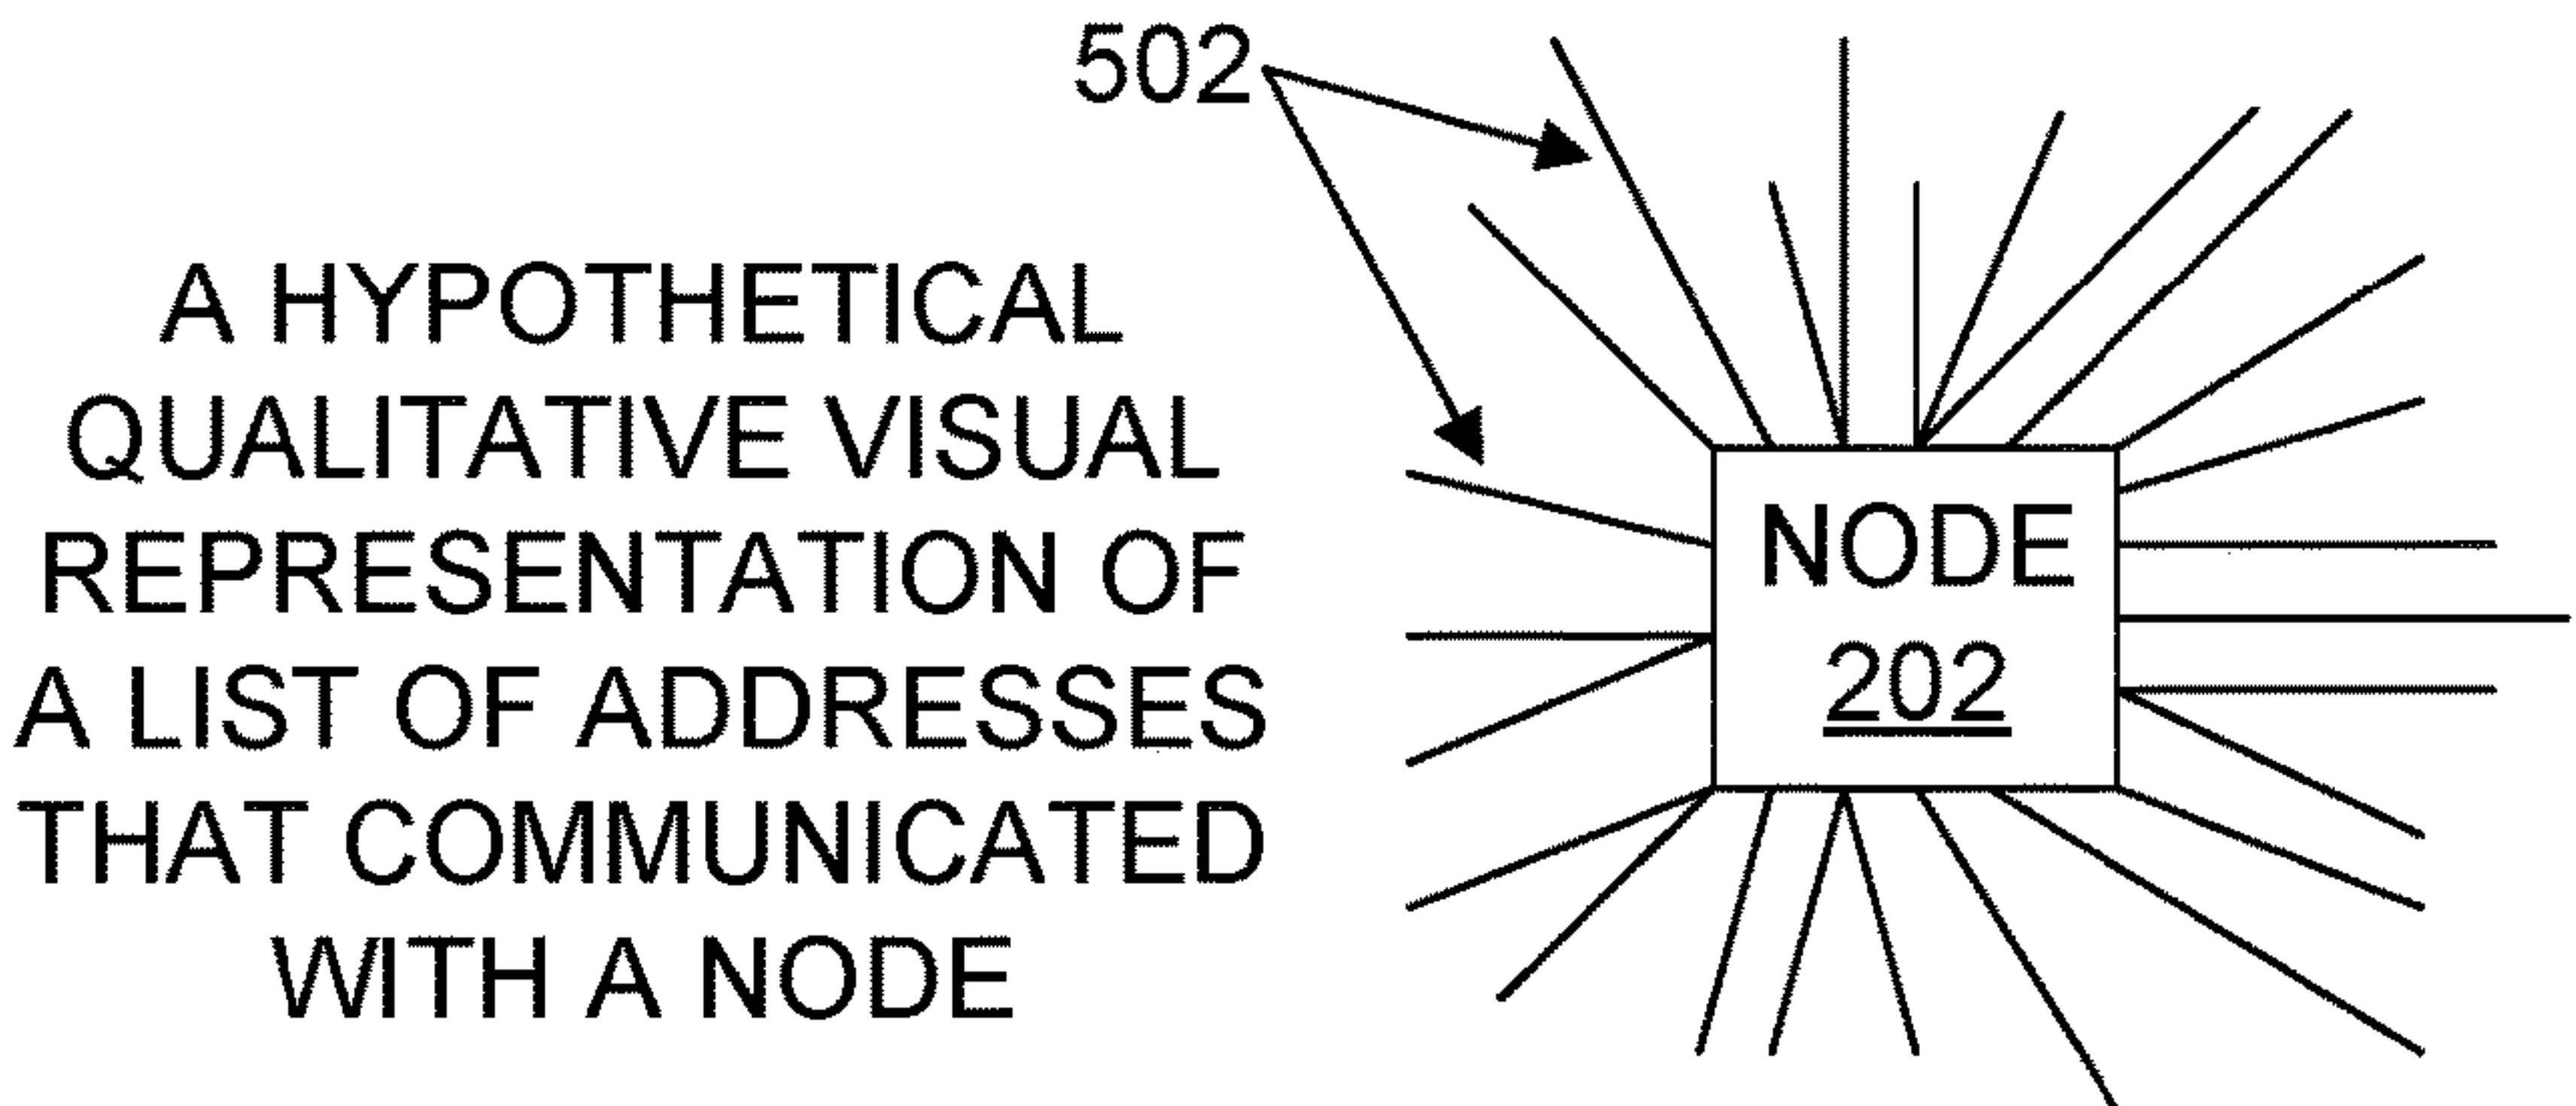 502
A HYPOTHETICAL
QUALITATIVE VISUAL
REPRESENTATION OF
A LIST OF ADDRESSES
THAT COMMUNICATED
WITH A NODE
NODE
202